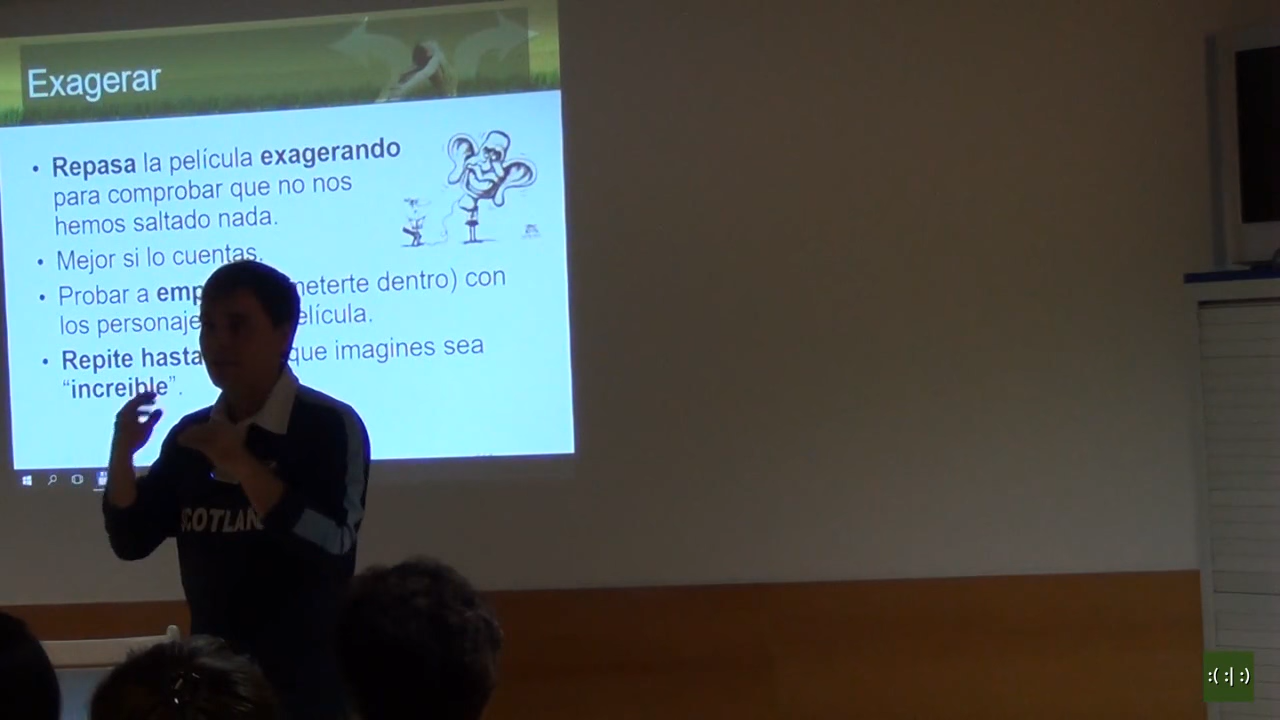 Exagerar
• Repasa la película exagerando
para comprobar que no nos
hemos saltado nada.
• Mejor si lo cuentas.
• Probar a emp meterte dentro) con
los personaje elícula.
• Repite hasta que imagines sea
“increible”.
COTLAN
:( :| :)